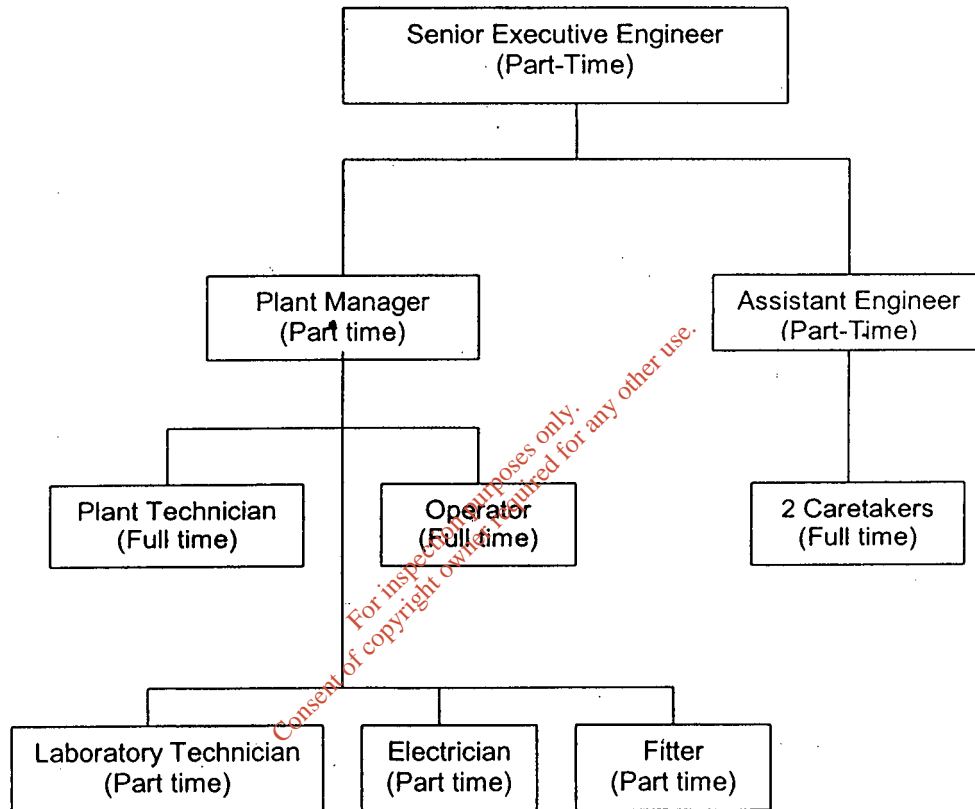 Senior Executive Engineer
(Part-Time)
Plant Manager
(Part time)
Assistant Engineer
(Part-Time)
Plant Technician
(Full time)
Operator
(Full time)
2 Caretakers
(Full time)
For inspection purposes only.
Consent of copyright owner required for any other use.
Laboratory Technician
(Part time)
Electrician
(Part time)
Fitter
(Part time)